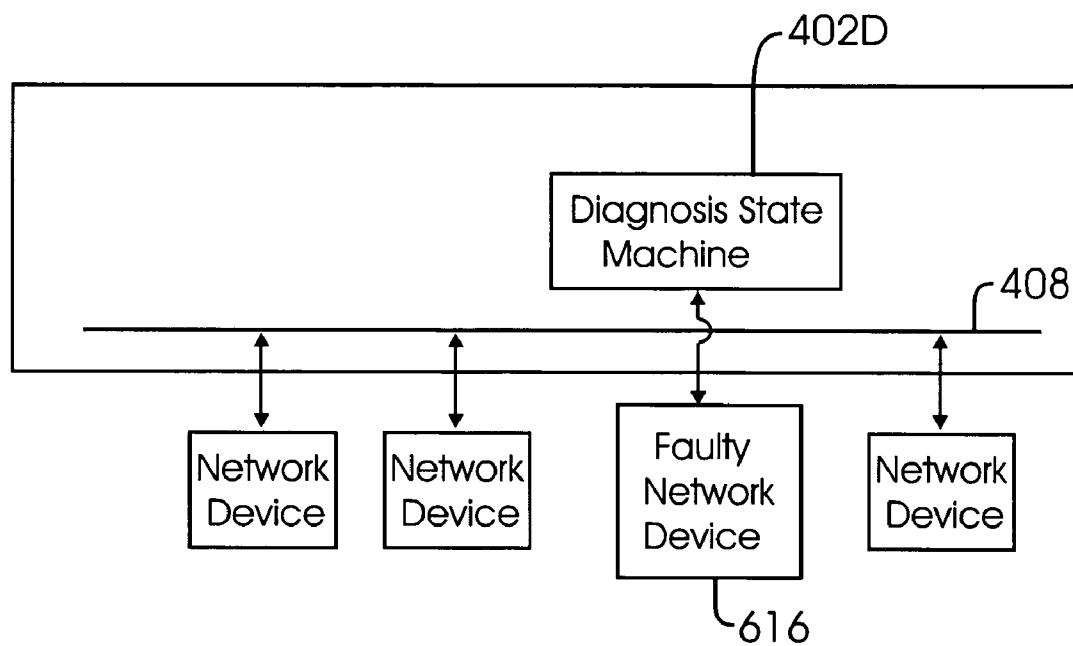 402D
Diagnosis State
Machine
408
Network
Device
Network
Device
Faulty
Network
Device
Network
Device
616